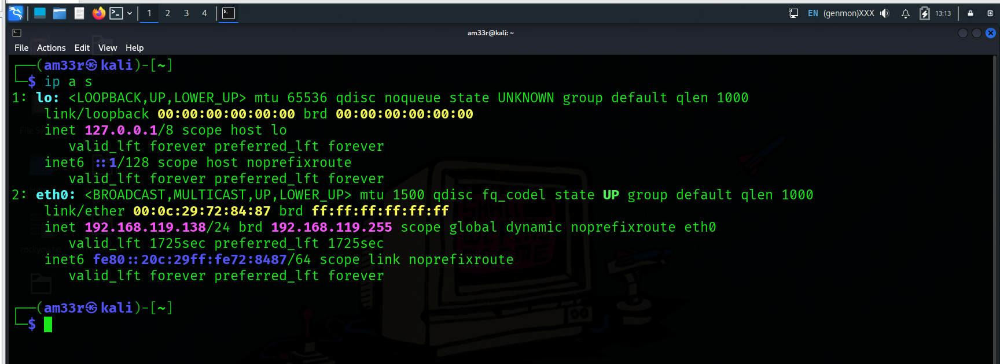 1 2 3 4 EN (genmon)XXX 13:13
am33r@kali: ~
File Actions Edit View Help
┌──(am33r㉿kali)-[~]
└─$ ip a s
1: lo: <LOOPBACK,UP,LOWER_UP> mtu 65536 qdisc noqueue state UNKNOWN group default qlen 1000
link/loopback 00:00:00:00:00:00 brd 00:00:00:00:00:00
inet 127.0.0.1/8 scope host lo
valid_lft forever preferred_lft forever
inet6 ::1/128 scope host noprefixroute
valid_lft forever preferred_lft forever
2: eth0: <BROADCAST,MULTICAST,UP,LOWER_UP> mtu 1500 qdisc fq_codel state UP group default qlen 1000
link/ether 00:0c:29:72:84:87 brd ff:ff:ff:ff:ff:ff
inet 192.168.119.138/24 brd 192.168.119.255 scope global dynamic noprefixroute eth0
valid_lft 1725sec preferred_lft 1725sec
rockyou.txt
inet6 fe80::20c:29ff:fe72:8487/64 scope link noprefixroute
valid_lft forever preferred_lft forever
┌──(am33r㉿kali)-[~]
└─$